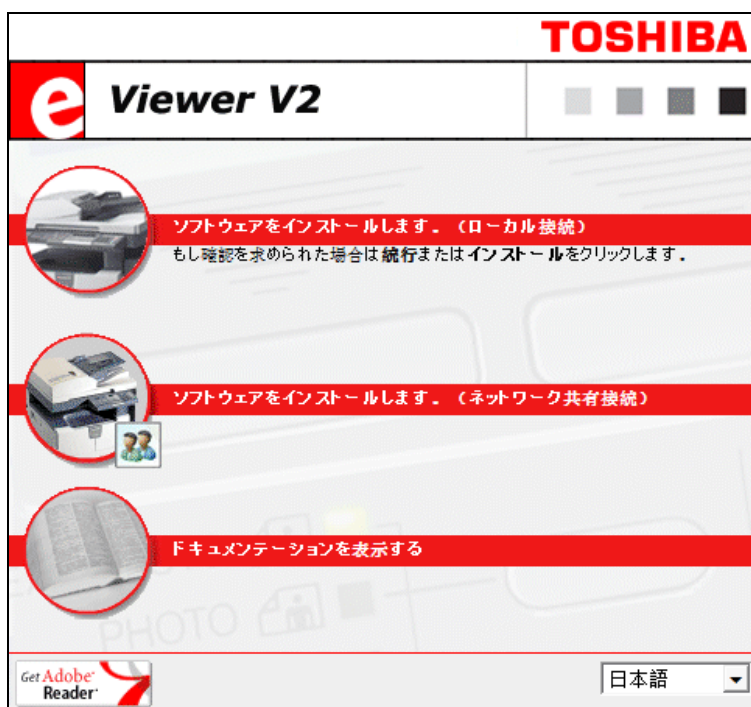 TOSHIBA
e Viewer V2
ソフトウェアをインストールします．（ローカル接続）
もし確認を求められた場合は続行またはインストールをクリックします．
ソフトウェアをインストールします．（ネットワーク共有接続）
ドキュメンテーションを表示する
PHOTO
Get Adobe
Reader
日本語